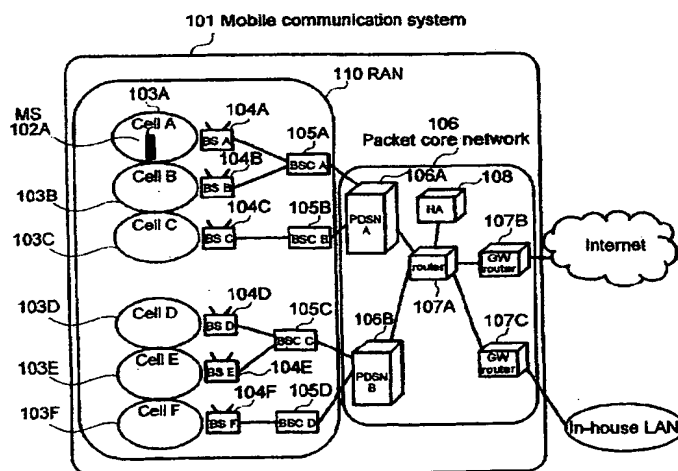 101 Mobile communication system
110 RAN
103A
MS
102A
Cell A
104A
BS A
105A
BSC A
106
Packet core network
106A
108
HA
Cell B
104B
BS B
103B
104C
105B
PDSN A
107B
Internet
Cell C
BS C
BSC B
103C
router
GW router
107A
104D
103D
Cell D
BS D
105C
106B
107C
BSC C
Cell E
BS E
104E
103E
PDSN B
GW router
104F
105D
103F
Cell F
BS F
BSC D
In-house LAN